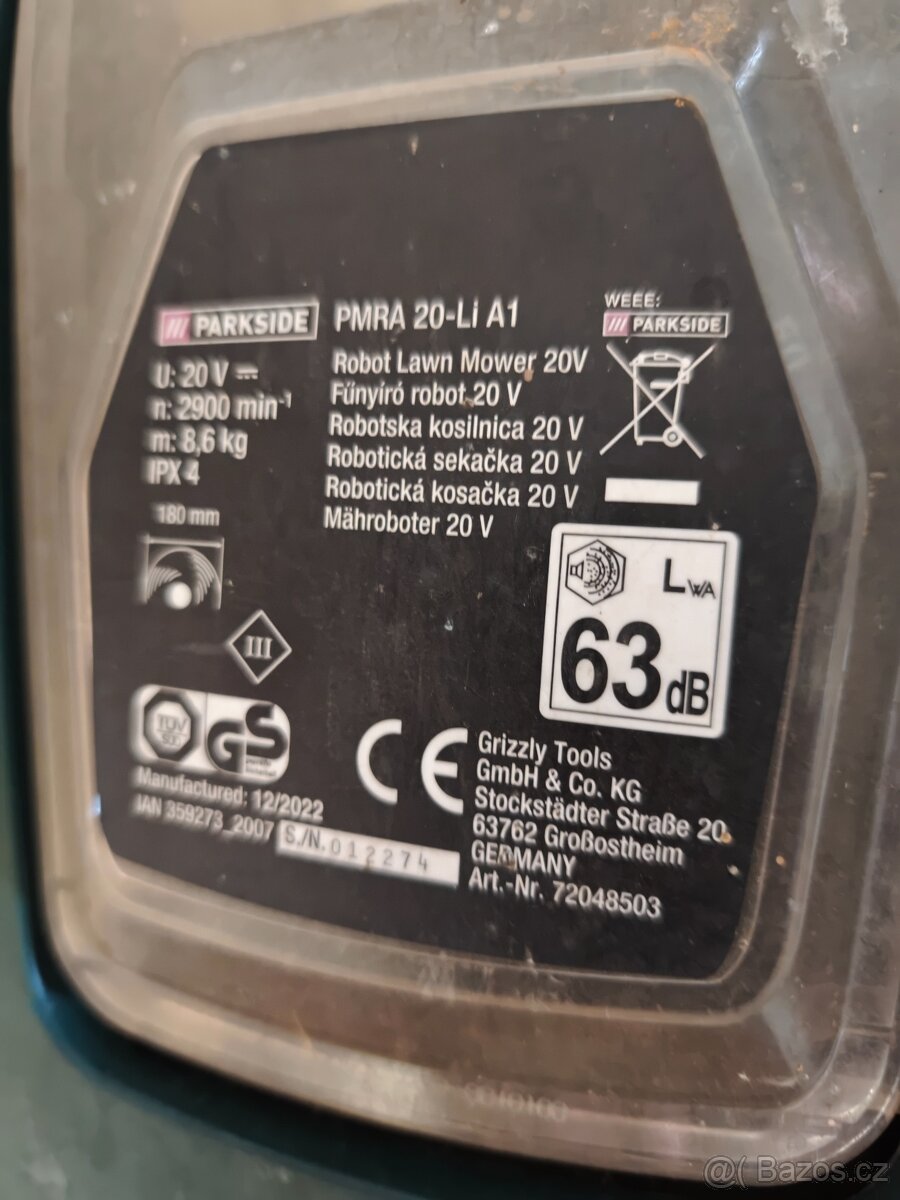 PARKSIDE
PMRA 20-Li A1
U: 20 V
n: 2900 min⁻¹
m: 8,6 kg
IPX 4
180 mm
Robot Lawn Mower 20V
Fűnyíró robot 20 V
Robotska kosilnica 20 V
Robotická sekačka 20 V
Robotická kosačka 20 V
Mähroboter 20 V
WEEE:
PARKSIDE
LWA
63 dB
III
TÜV
GS
CE
Manufactured: 12/2022
IAN 359273_2007
S./N. 012274
Grizzly Tools
GmbH & Co. KG
Stockstädter Straße 20
63762 Großostheim
GERMANY
Art.-Nr. 72048503
@( Bazos.cz